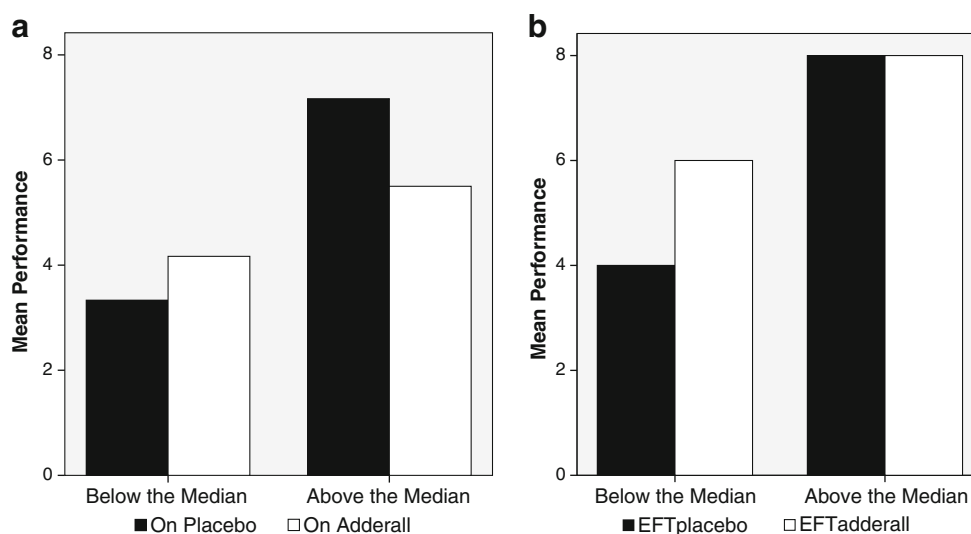 a
Mean Performance
8
6
4
2
0
Below the Median Above the Median
On Placebo On Adderall
b
Mean Performance
8
6
4
2
0
Below the Median Above the Median
EFTplacebo EFTadderall